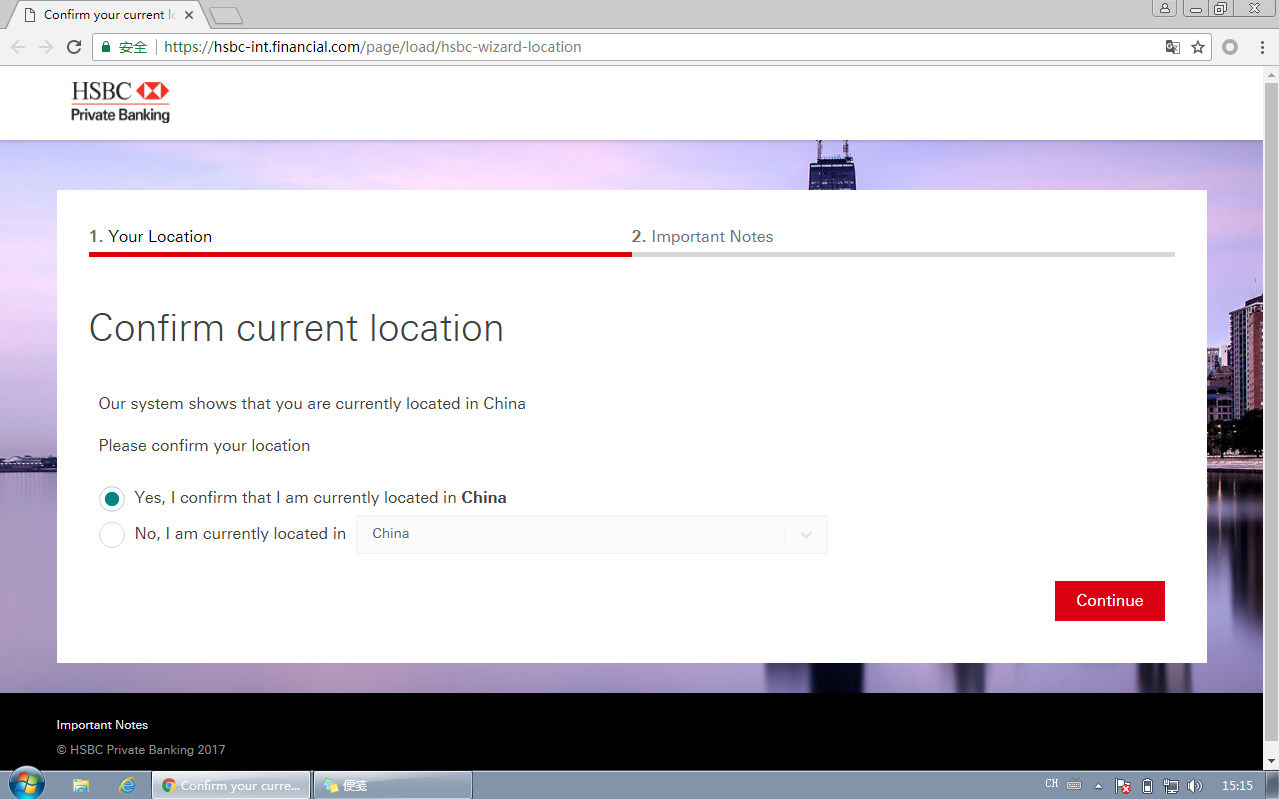 Confirm your current lo
安全 https://hsbc-int.financial.com/page/load/hsbc-wizard-location
HSBC
Private Banking
1. Your Location
2. Important Notes
Confirm current location
Our system shows that you are currently located in China
Please confirm your location
Yes, I confirm that I am currently located in China
No, I am currently located in China
Continue
Important Notes
© HSBC Private Banking 2017
Confirm your curre...
便笺
CH
15:15